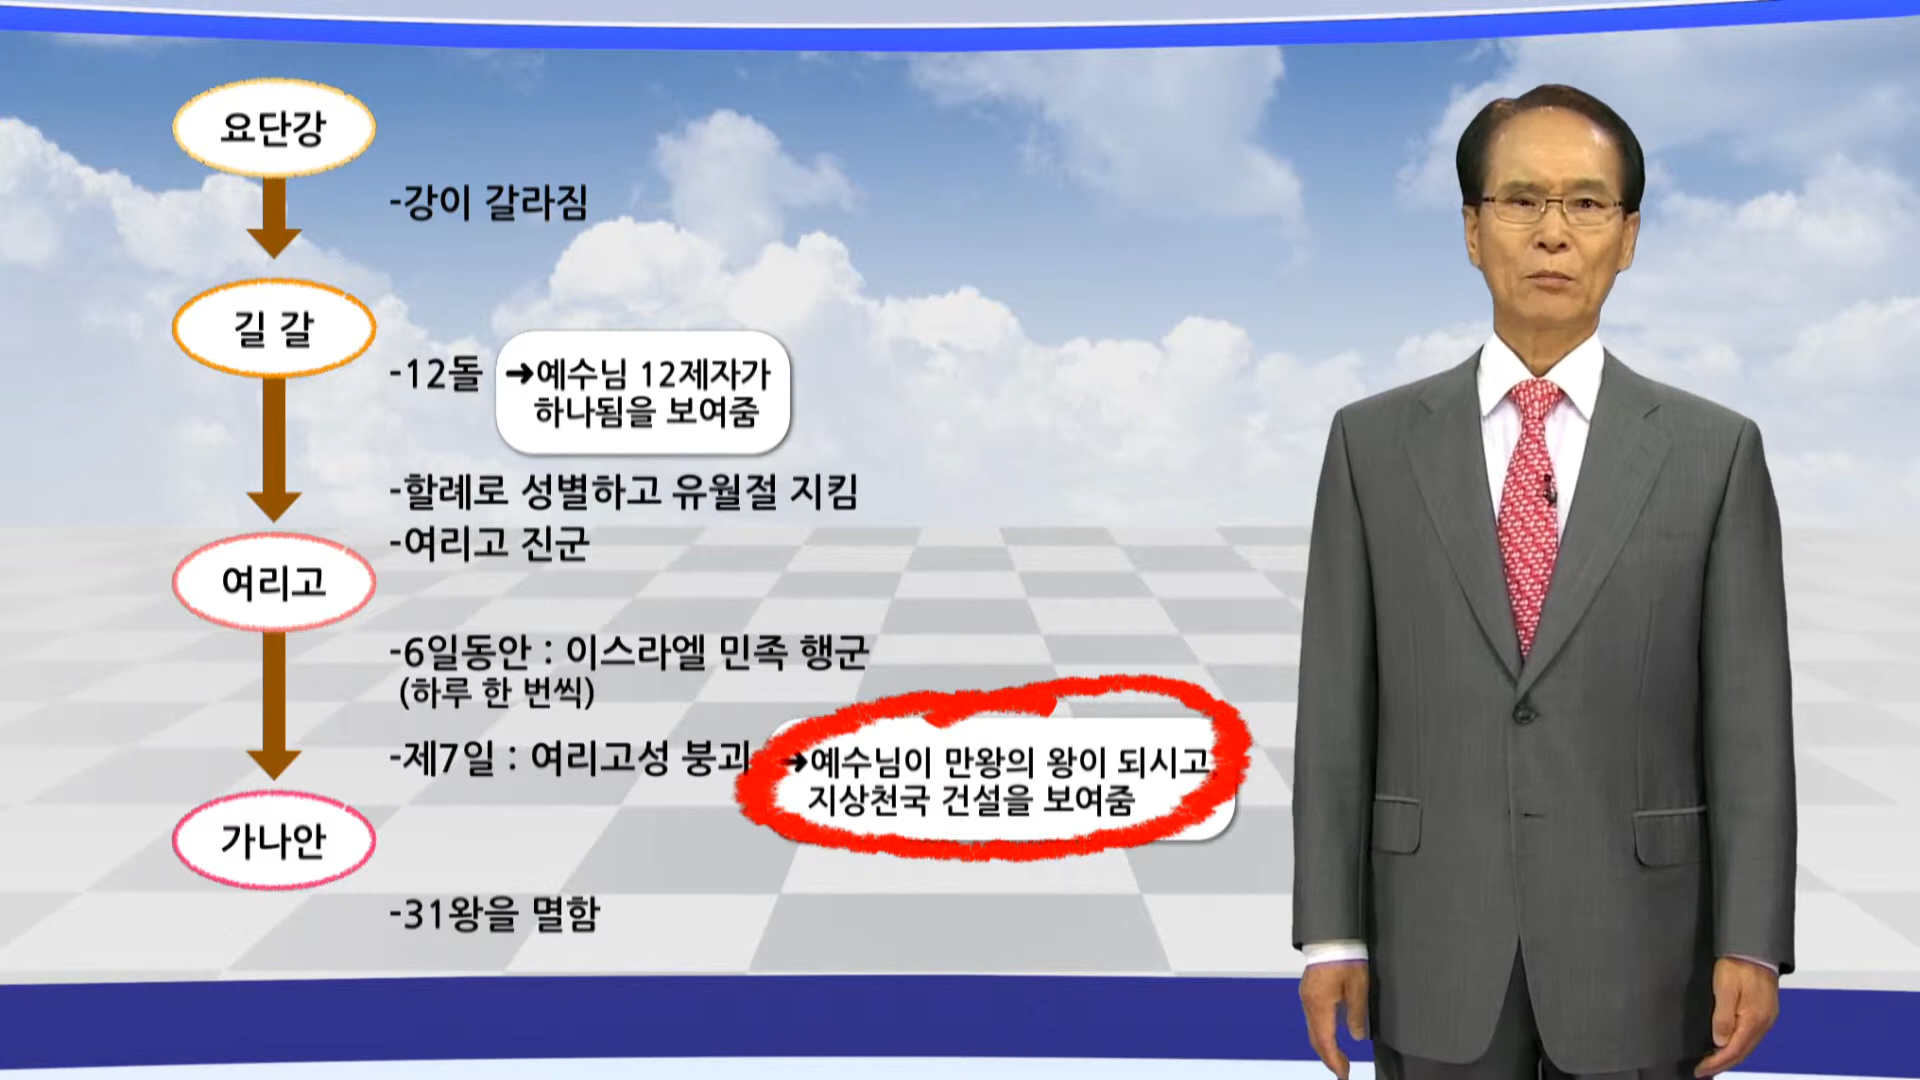 요단강
-강이 갈라짐
길 갈
-12돌
➜예수님 12제자가
하나됨을 보여줌
-할례로 성별하고 유월절 지킴
-여리고 진군
여리고
-6일동안 : 이스라엘 민족 행군
(하루 한 번씩)
-제7일 : 여리고성 붕괴
➜예수님이 만왕의 왕이 되시고
지상천국 건설을 보여줌
가나안
-31왕을 멸함